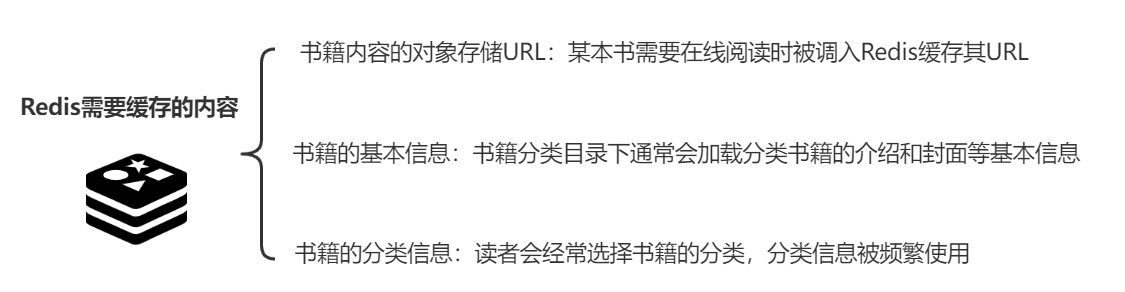 书籍内容的对象存储URL：某本书需要在线阅读时被调入Redis缓存其URL
Redis需要缓存的内容
书籍的基本信息：书籍分类目录下通常会加载分类书籍的介绍和封面等基本信息
书籍的分类信息：读者会经常选择书籍的分类，分类信息被频繁使用